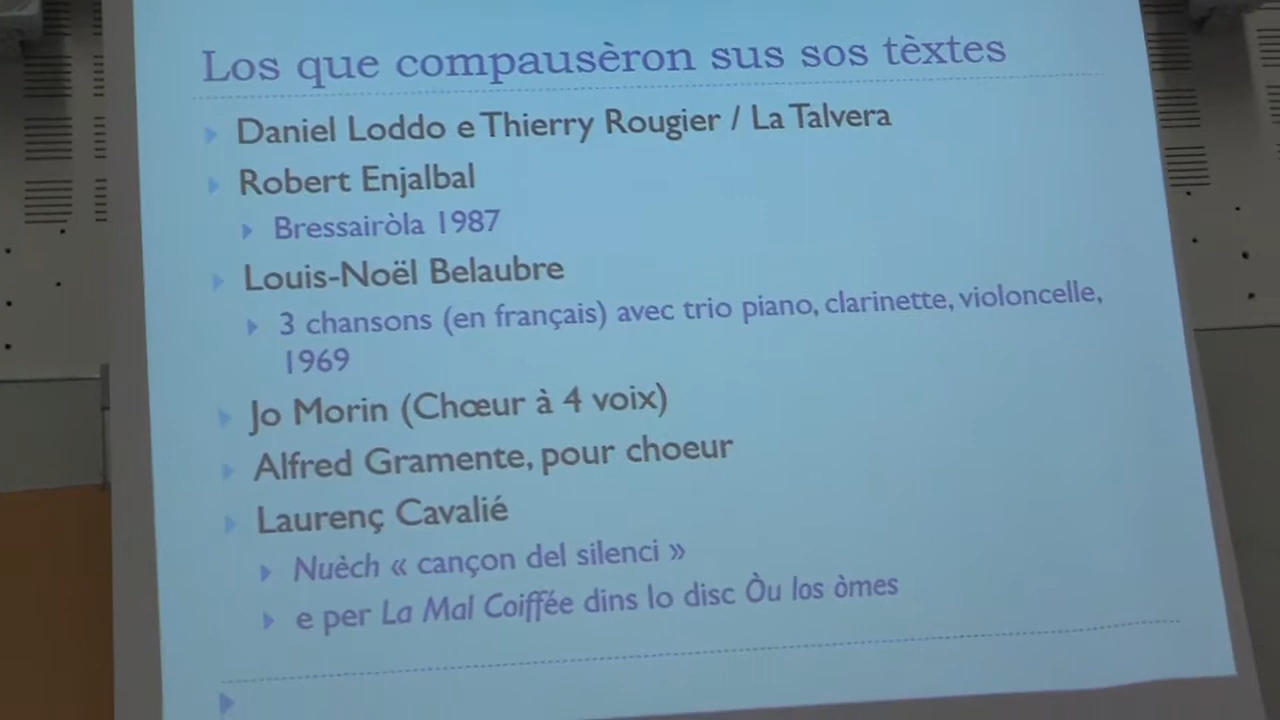 Los que compausèron sus sos tèxtes
Daniel Loddo e Thierry Rougier / La Talvera
Robert Enjalbal
Bressairòla 1987
Louis-Noël Belaubre
3 chansons (en français) avec trio piano, clarinette, violoncelle,
1969
Jo Morin (Chœur à 4 voix)
Alfred Gramente, pour choeur
Laurenç Cavalié
Nuèch « cançon del silenci »
e per La Mal Coiffée dins lo disc Òu los òmes